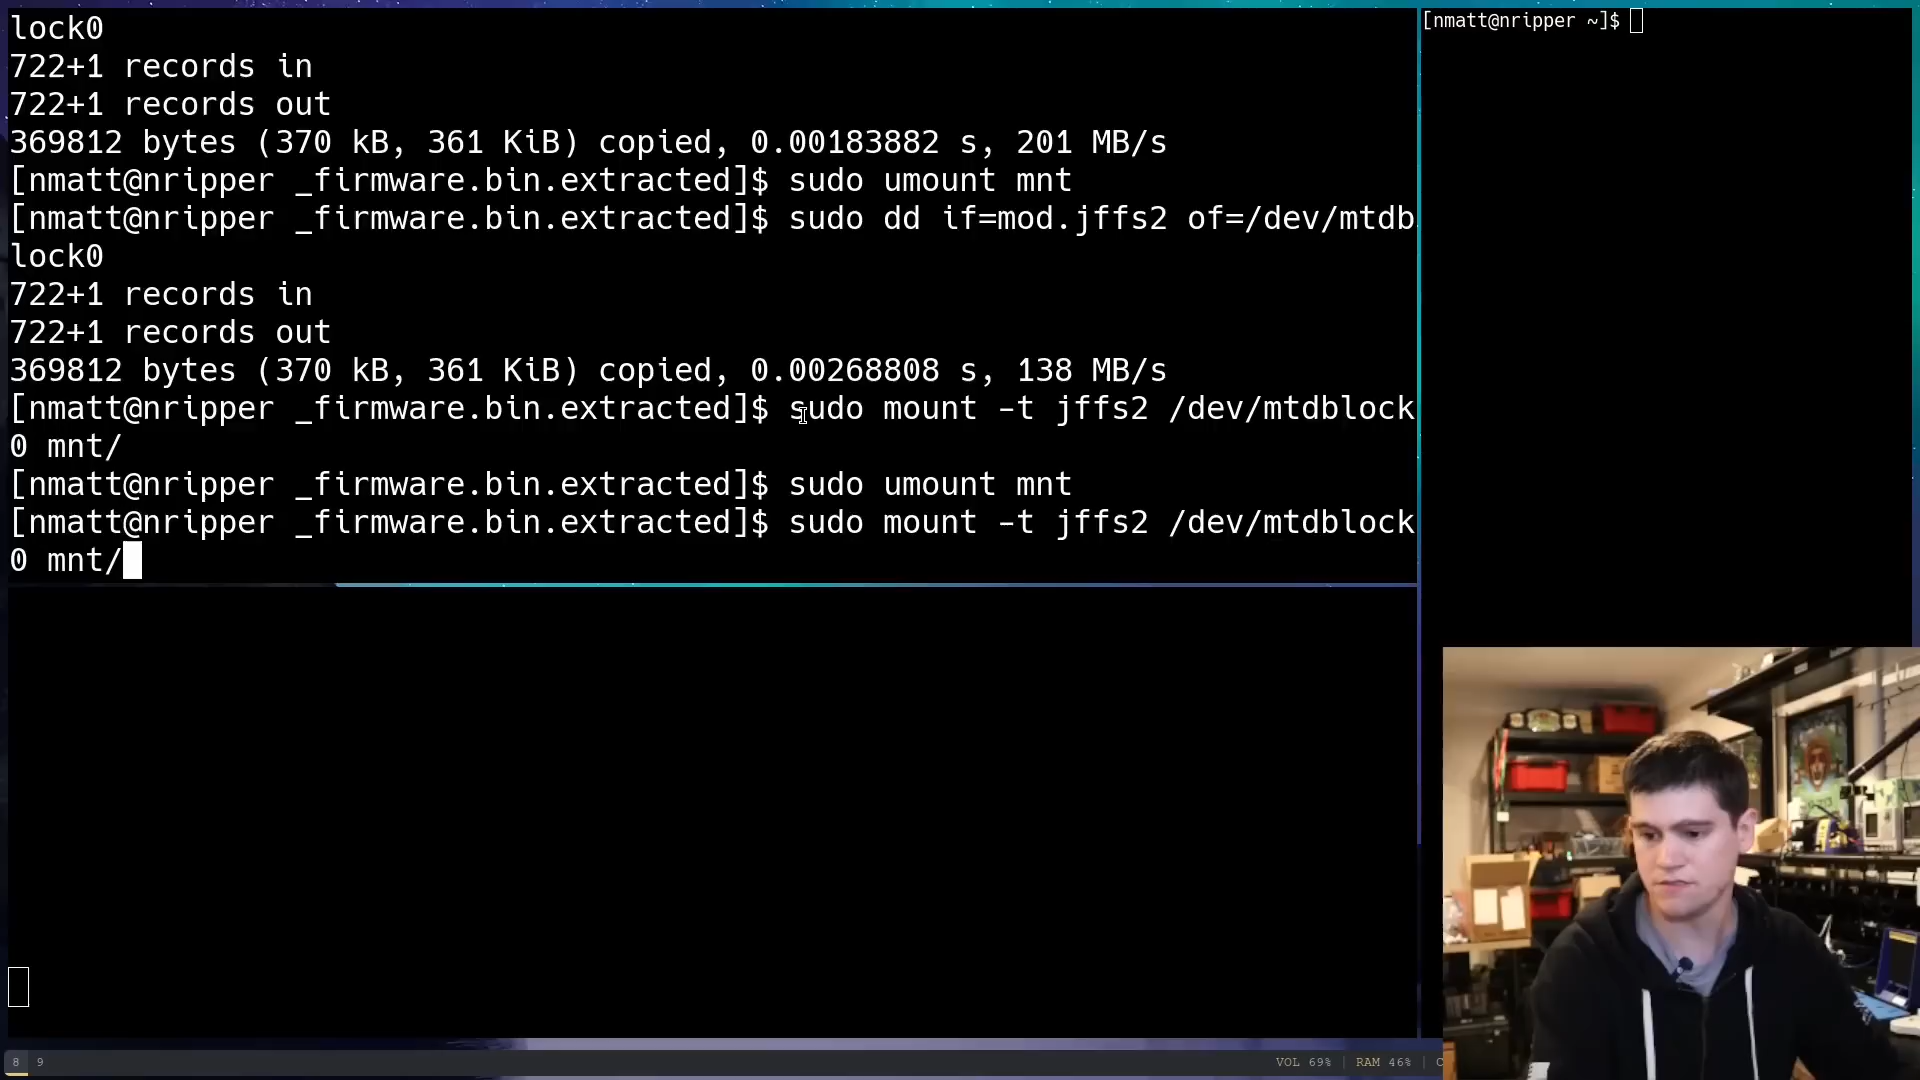 lock0
722+1 records in
722+1 records out
369812 bytes (370 kB, 361 KiB) copied, 0.00183882 s, 201 MB/s
[nmatt@nripper _firmware.bin.extracted]$ sudo umount mnt
[nmatt@nripper _firmware.bin.extracted]$ sudo dd if=mod.jffs2 of=/dev/mtdb
lock0
722+1 records in
722+1 records out
369812 bytes (370 kB, 361 KiB) copied, 0.00268808 s, 138 MB/s
[nmatt@nripper _firmware.bin.extracted]$ sudo mount -t jffs2 /dev/mtdblock
0 mnt/
[nmatt@nripper _firmware.bin.extracted]$ sudo umount mnt
[nmatt@nripper _firmware.bin.extracted]$ sudo mount -t jffs2 /dev/mtdblock
0 mnt/
[nmatt@nripper ~]$
8 9
VOL 69% | RAM 46% | C